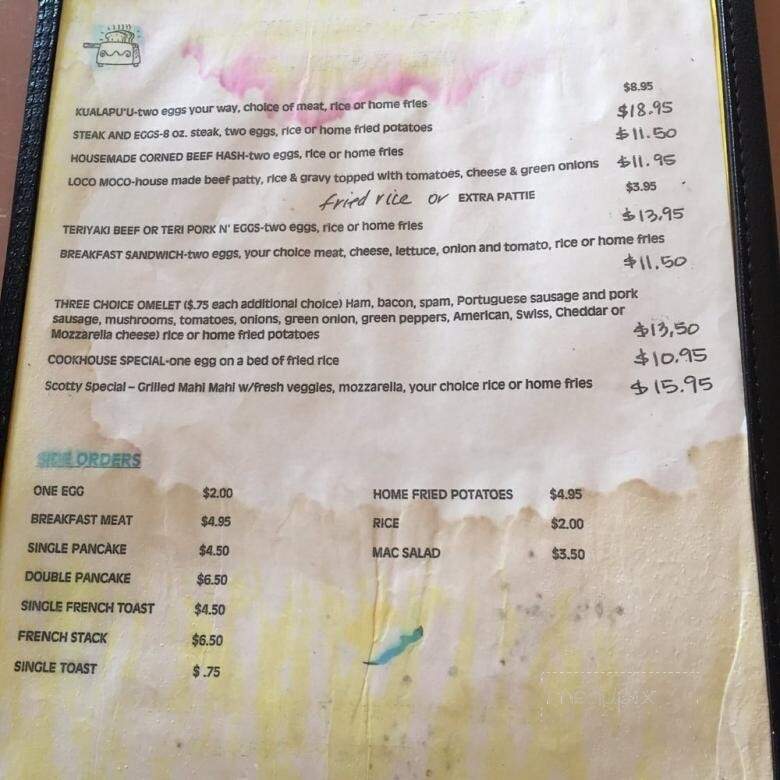 $8.95
KUALAPU'U-two eggs your way, choice of meat, rice or home fries
$18.95
STEAK AND EGGS-8 oz. steak, two eggs, rice or home fried potatoes
$11.50
HOUSEMADE CORNED BEEF HASH-two eggs, rice or home fries
$11.95
LOCO MOCO-house made beef patty, rice & gravy topped with tomatoes, cheese & green onions
fried rice or EXTRA PATTIE $3.95
TERIYAKI BEEF OR TERI PORK N' EGGS-two eggs, rice or home fries $13.95
BREAKFAST SANDWICH-two eggs, your choice meat, cheese, lettuce, onion and tomato, rice or home fries
$11.50
THREE CHOICE OMELET ($.75 each additional choice) Ham, bacon, spam, Portuguese sausage and pork
sausage, mushrooms, tomatoes, onions, green onion, green peppers, American, Swiss, Cheddar or
Mozzarella cheese) rice or home fried potatoes $13,50
COOKHOUSE SPECIAL-one egg on a bed of fried rice $10.95
Scotty Special – Grilled Mahi Mahi w/fresh veggies, mozzarella, your choice rice or home fries $15.95
SIDE ORDERS
ONE EGG $2.00
BREAKFAST MEAT $4.95
SINGLE PANCAKE $4.50
DOUBLE PANCAKE $6.50
SINGLE FRENCH TOAST $4.50
FRENCH STACK $6.50
SINGLE TOAST $.75
HOME FRIED POTATOES $4.95
RICE $2.00
MAC SALAD $3.50
menupix